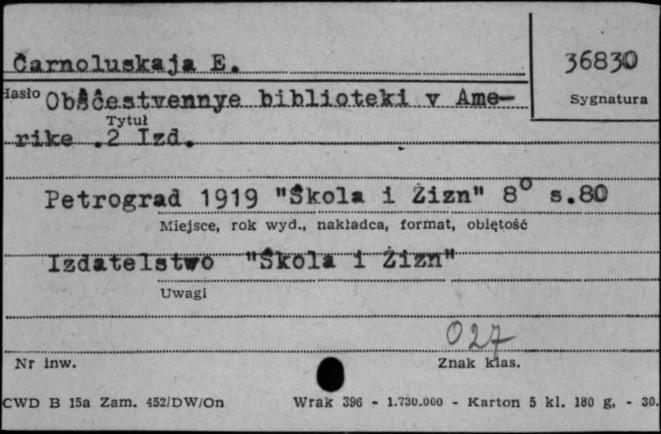 Čarnoluskaja E.
36830
Hasło Obščestvennye biblioteki v Ame-
Sygnatura
Tytuł
rike .2 Izd.
Petrograd 1919 "Škola i Žizn" 8° s.80
Miejsce, rok wyd., nakładca, format, objętość
Izdatelstwo "Škola i Žizn"
Uwagi
027
Nr inw.
Znak klas.
CWD B 15a Zam. 452/DW/On
Wrak 396 - 1.730.000 - Karton 5 kl. 180 g. - 30.